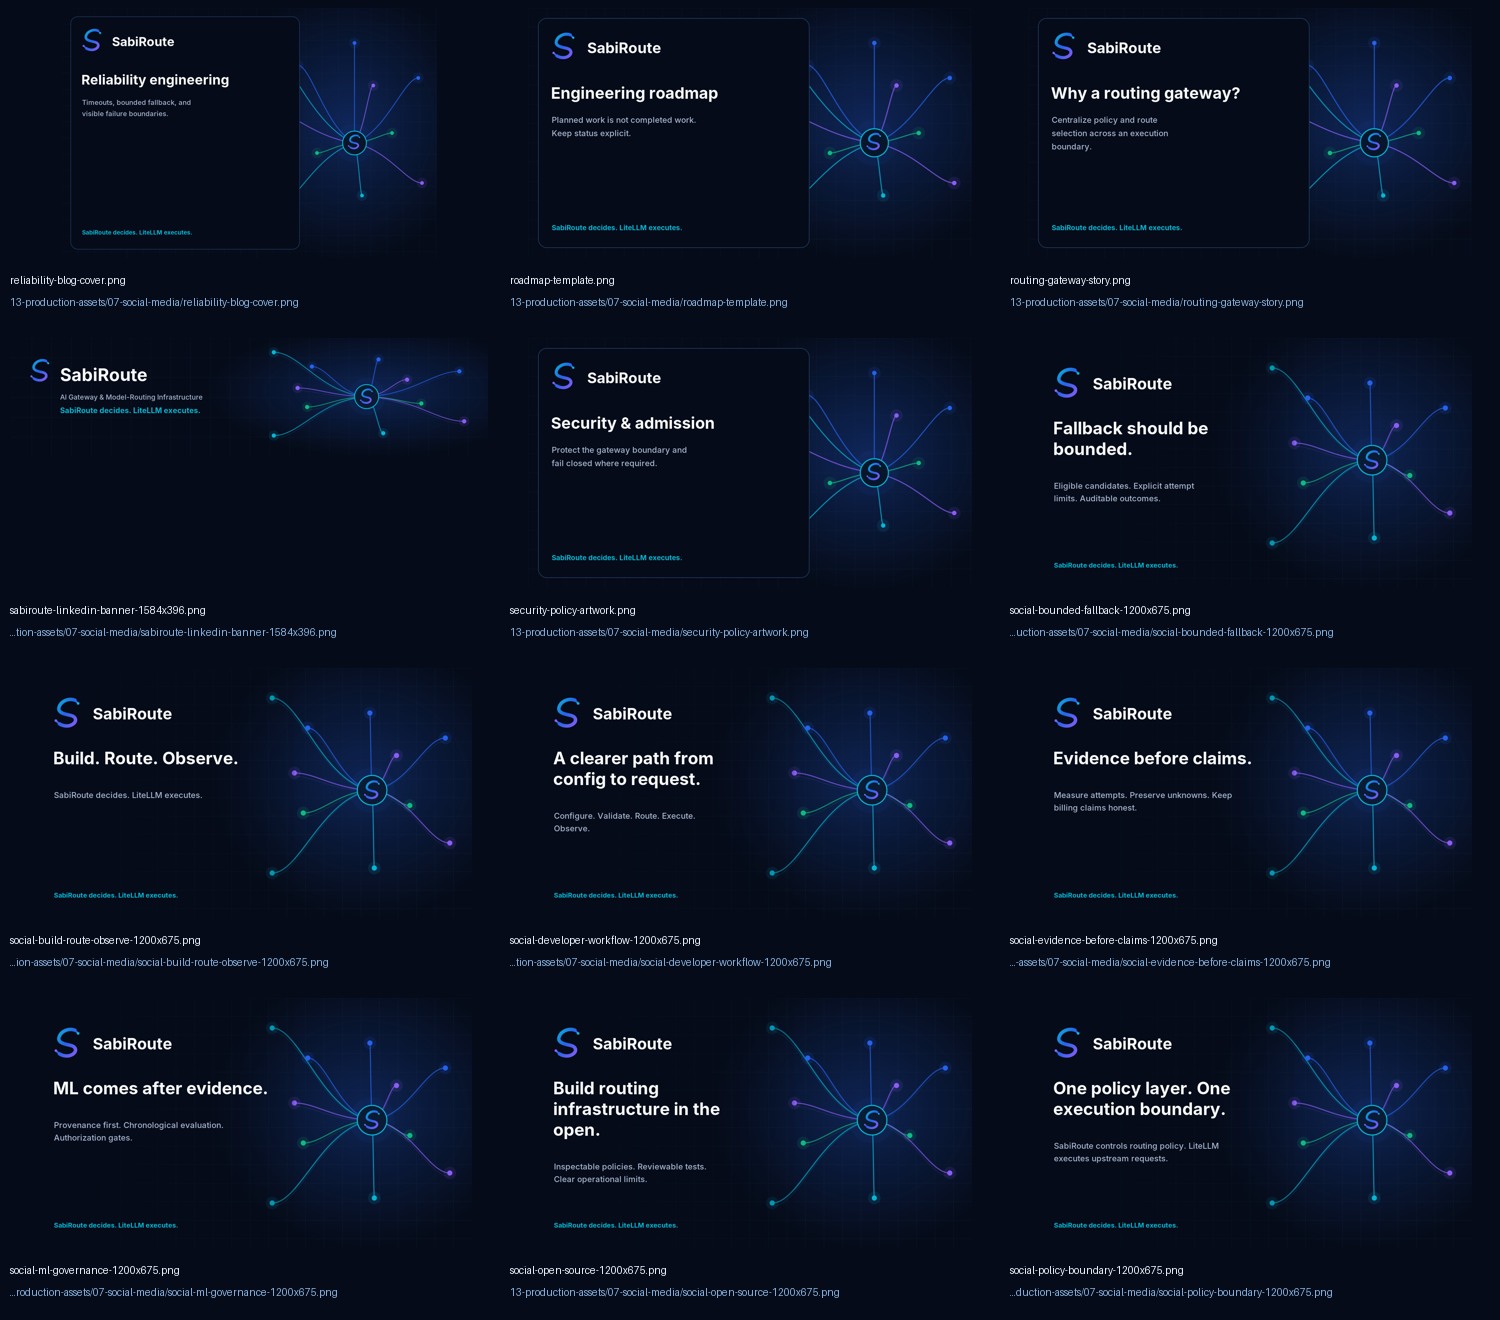 SabiRoute
Reliability engineering
Timeouts, bounded fallback, and
visible failure boundaries.
SabiRoute decides. LiteLLM executes.
reliability-blog-cover.png
13-production-assets/07-social-media/reliability-blog-cover.png
SabiRoute
Engineering roadmap
Planned work is not completed work.
Keep status explicit.
SabiRoute decides. LiteLLM executes.
roadmap-template.png
13-production-assets/07-social-media/roadmap-template.png
SabiRoute
Why a routing gateway?
Centralize policy and route
selection across an execution
boundary.
SabiRoute decides. LiteLLM executes.
routing-gateway-story.png
13-production-assets/07-social-media/routing-gateway-story.png
SabiRoute
AI Gateway & Model-Routing Infrastructure
SabiRoute decides. LiteLLM executes.
sabiroute-linkedin-banner-1584x396.png
...tion-assets/07-social-media/sabiroute-linkedin-banner-1584x396.png
SabiRoute
Security & admission
Protect the gateway boundary and
fail closed where required.
SabiRoute decides. LiteLLM executes.
security-policy-artwork.png
13-production-assets/07-social-media/security-policy-artwork.png
SabiRoute
Fallback should be
bounded.
Eligible candidates. Explicit attempt
limits. Auditable outcomes.
SabiRoute decides. LiteLLM executes.
social-bounded-fallback-1200x675.png
...uction-assets/07-social-media/social-bounded-fallback-1200x675.png
SabiRoute
Build. Route. Observe.
SabiRoute decides. LiteLLM executes.
SabiRoute decides. LiteLLM executes.
social-build-route-observe-1200x675.png
...ion-assets/07-social-media/social-build-route-observe-1200x675.png
SabiRoute
A clearer path from
config to request.
Configure. Validate. Route. Execute.
Observe.
SabiRoute decides. LiteLLM executes.
social-developer-workflow-1200x675.png
...tion-assets/07-social-media/social-developer-workflow-1200x675.png
SabiRoute
Evidence before claims.
Measure attempts. Preserve unknowns. Keep
billing claims honest.
SabiRoute decides. LiteLLM executes.
social-evidence-before-claims-1200x675.png
...-assets/07-social-media/social-evidence-before-claims-1200x675.png
SabiRoute
ML comes after evidence.
Provenance first. Chronological evaluation.
Authorization gates.
SabiRoute decides. LiteLLM executes.
social-ml-governance-1200x675.png
...roduction-assets/07-social-media/social-ml-governance-1200x675.png
SabiRoute
Build routing
infrastructure in the
open.
Inspectable policies. Reviewable tests.
Clear operational limits.
SabiRoute decides. LiteLLM executes.
social-open-source-1200x675.png
13-production-assets/07-social-media/social-open-source-1200x675.png
SabiRoute
One policy layer. One
execution boundary.
SabiRoute controls routing policy. LiteLLM
executes upstream requests.
SabiRoute decides. LiteLLM executes.
social-policy-boundary-1200x675.png
...duction-assets/07-social-media/social-policy-boundary-1200x675.png